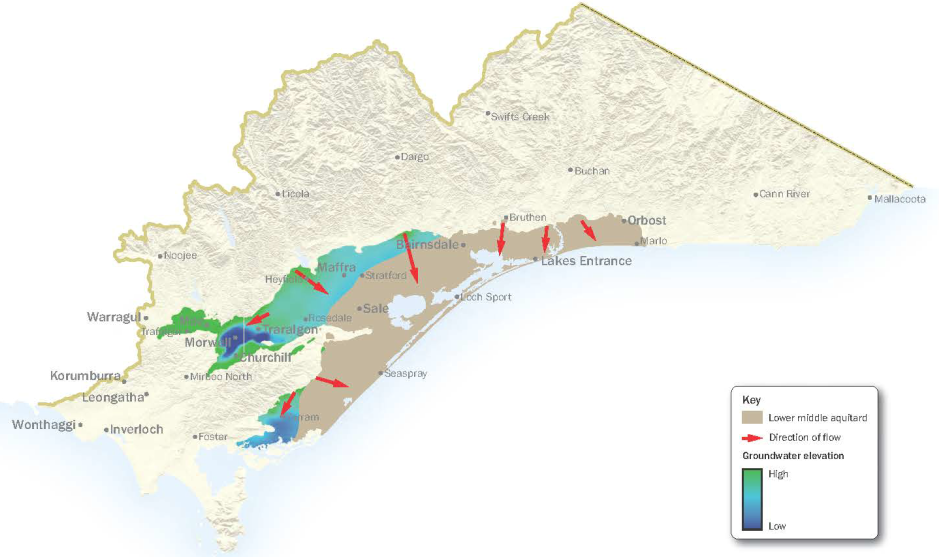 Swifts Creek
Dargo
Buchan
Licola
Cann River
Mallacoota
Bruthen
Orbost
Bairnsdale
Marlo
Noojee
Lakes Entrance
Maffra
Stratford
Loch Sport
Sale
Rosedale
Warragul
Traralgon
Morwell
Churchill
Korumburra
Mirboo North
Seaspray
Leongatha
Wonthaggi
Inverloch
Foster
Key
Lower middle aquitard
Direction of flow
Groundwater elevation
High
Low